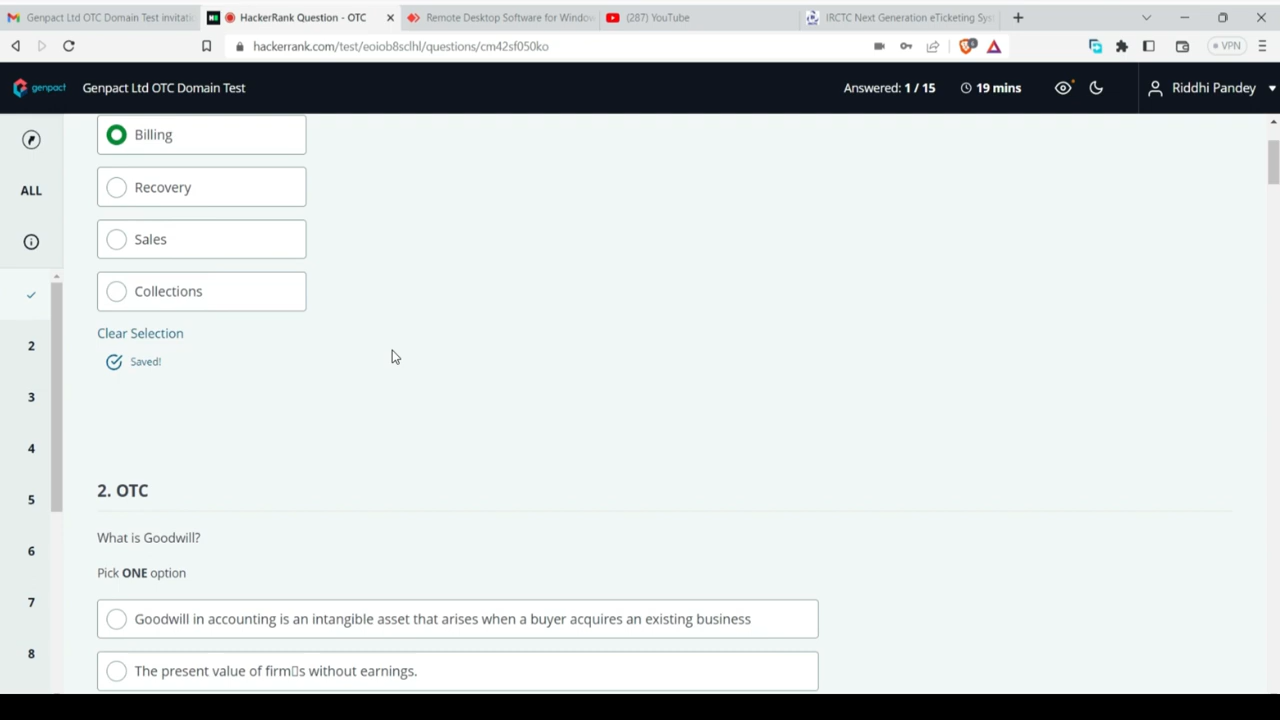 Genpact Ltd OTC Domain Test invitati
HackerRank Question - OTC
Remote Desktop Software for Window
(287) YouTube
IRCTC Next Generation eTicketing Sys
hackerrank.com/test/eoiob8sclhl/questions/cm42sf050ko
VPN
genpact
Genpact Ltd OTC Domain Test
Answered: 1 / 15
19 mins
Riddhi Pandey
ALL
2
3
4
5
6
7
8
Billing
Recovery
Sales
Collections
Clear Selection
Saved!
2. OTC
What is Goodwill?
Pick ONE option
Goodwill in accounting is an intangible asset that arises when a buyer acquires an existing business
The present value of firm▯s without earnings.